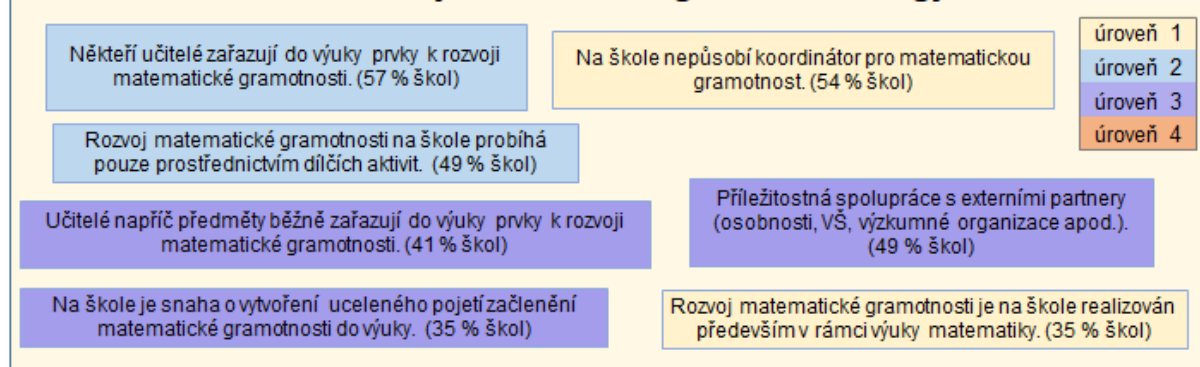 Někteří učitelé zařazují do výuky prvky k rozvoji
matematické gramotnosti. (57 % škol)
Na škole nepůsobí koordinátor pro matematickou
gramotnost. (54 % škol)
úroveň 1
úroveň 2
úroveň 3
úroveň 4
Rozvoj matematické gramotnosti na škole probíhá
pouze prostřednictvím dílčích aktivit. (49 % škol)
Učitelé napříč předměty běžně zařazují do výuky prvky k rozvoji
matematické gramotnosti. (41 % škol)
Příležitostná spolupráce s externími partnery
(osobnosti, VŠ, výzkumné organizace apod.).
(49 % škol)
Na škole je snaha o vytvoření uceleného pojetí začlenění
matematické gramotnosti do výuky. (35 % škol)
Rozvoj matematické gramotnosti je na škole realizován
především v rámci výuky matematiky. (35 % škol)